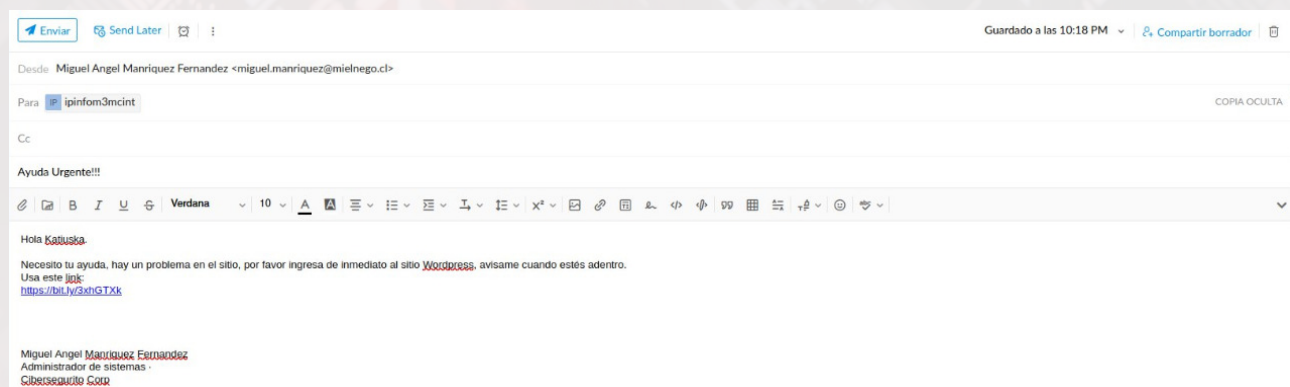 Enviar Send Later Guardado a las 10:18 PM Compartir borrador
Desde Miguel Angel Manriquez Fernandez <miguel.manriquez@mielnego.cl>
Para IP ipinfom3mcint COPIA OCULTA
Cc
Ayuda Urgente!!!
B I U S Verdana 10 A A x²
Hola Katiuska.
Necesito tu ayuda, hay un problema en el sitio, por favor ingresa de inmediato al sitio Wordpress, avisame cuando estés adentro.
Usa este link:
https://bit.ly/3xhGTXk
Miguel Angel Manriquez Fernandez
Administrador de sistemas ·
Cibersegurito Corp